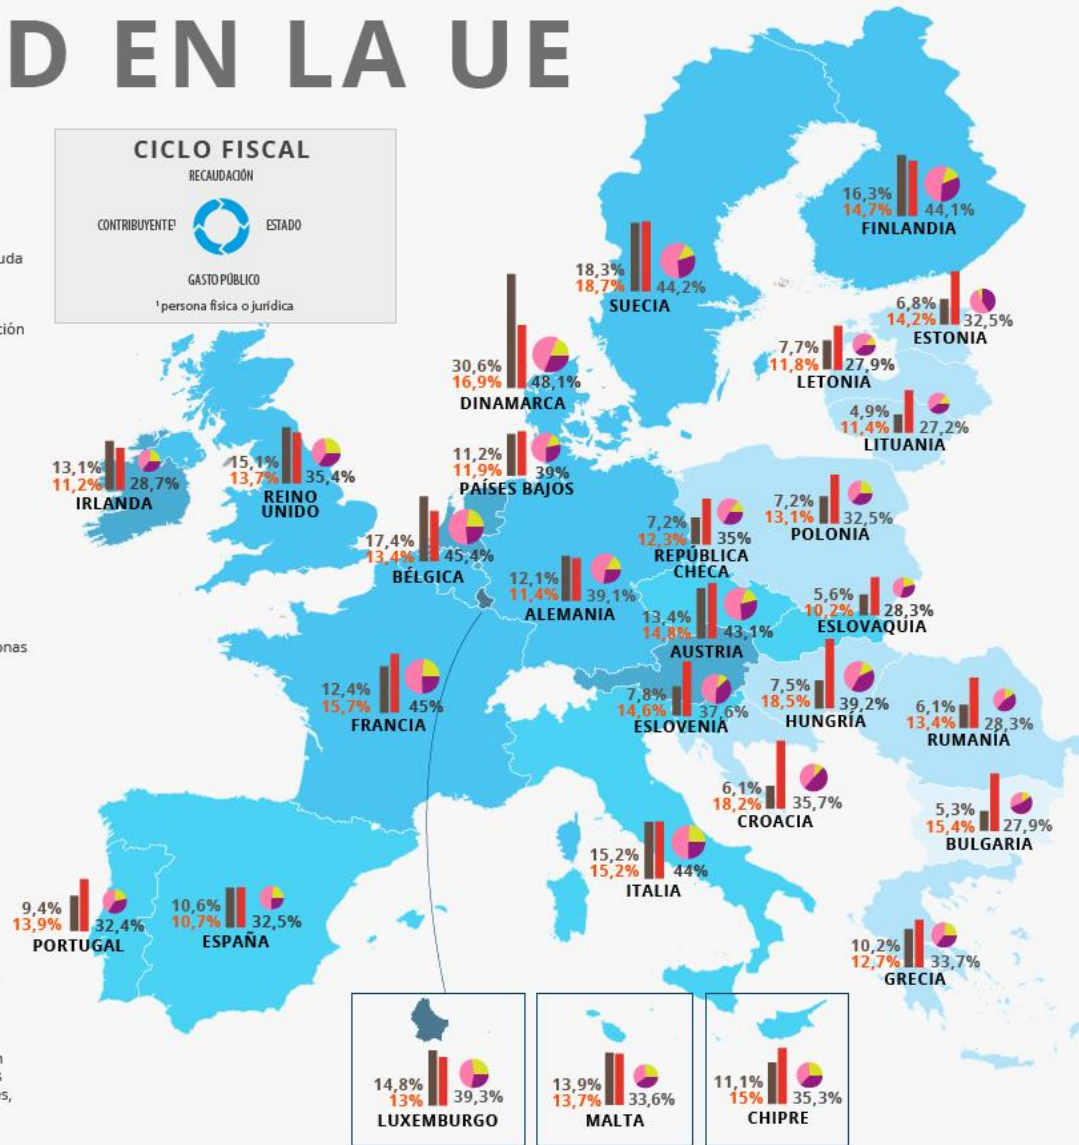 D EN LA UE
CICLO FISCAL
RECAUDACIÓN
CONTRIBUYENTE¹
ESTADO
GASTO PÚBLICO
¹persona física o jurídica
16,3%
14,7%
44,1%
FINLANDIA
18,3%
18,7%
44,2%
SUECIA
6,8%
14,2%
32,5%
ESTONIA
7,7%
11,8%
27,9%
LETONIA
30,6%
16,9%
48,1%
DINAMARCA
4,9%
11,4%
27,2%
LITUANIA
13,1%
11,2%
28,7%
IRLANDA
15,1%
13,7%
35,4%
REINO
UNIDO
11,2%
11,9%
39%
PAÍSES BAJOS
7,2%
13,1%
32,5%
POLONIA
17,4%
13,4%
45,4%
BÉLGICA
7,2%
12,3%
35%
REPÚBLICA
CHECA
12,1%
11,4%
39,1%
ALEMANIA
5,6%
10,2%
28,3%
ESLOVAQUIA
13,4%
14,8%
43,1%
AUSTRIA
12,4%
15,7%
45%
FRANCIA
7,8%
14,6%
37,6%
ESLOVENIA
7,5%
18,5%
39,2%
HUNGRÍA
6,1%
13,4%
28,3%
RUMANÍA
6,1%
18,2%
35,7%
CROACIA
5,3%
15,4%
27,9%
BULGARIA
15,2%
15,2%
44%
ITALIA
9,4%
13,9%
32,4%
PORTUGAL
10,6%
10,7%
32,5%
ESPAÑA
10,2%
12,7%
33,7%
GRECIA
14,8%
13%
39,3%
LUXEMBURGO
13,9%
13,7%
33,6%
MALTA
11,1%
15%
35,3%
CHIPRE